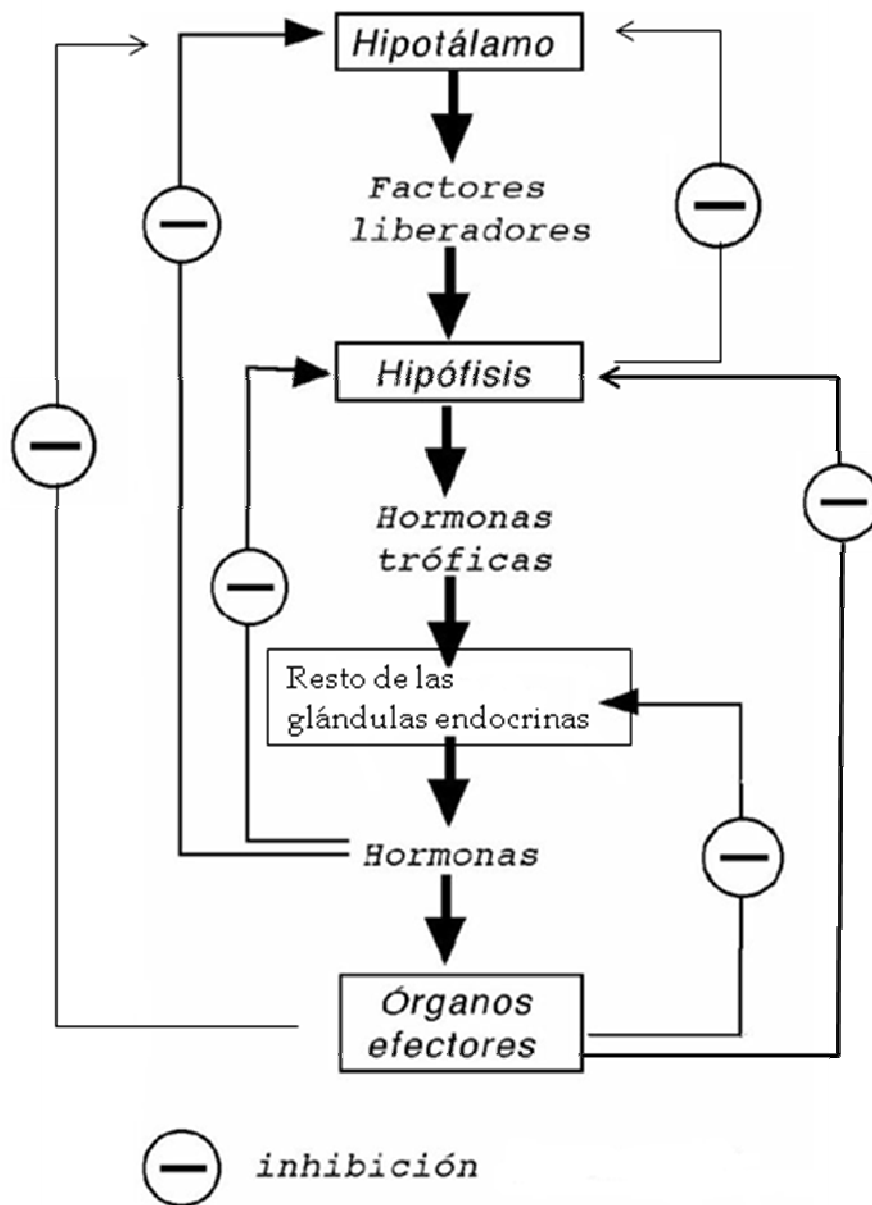 Hipotálamo
Factores
liberadores
Hipófisis
Hormonas
tróficas
Resto de las
glándulas endocrinas
Hormonas
Órganos
efectores
inhibición